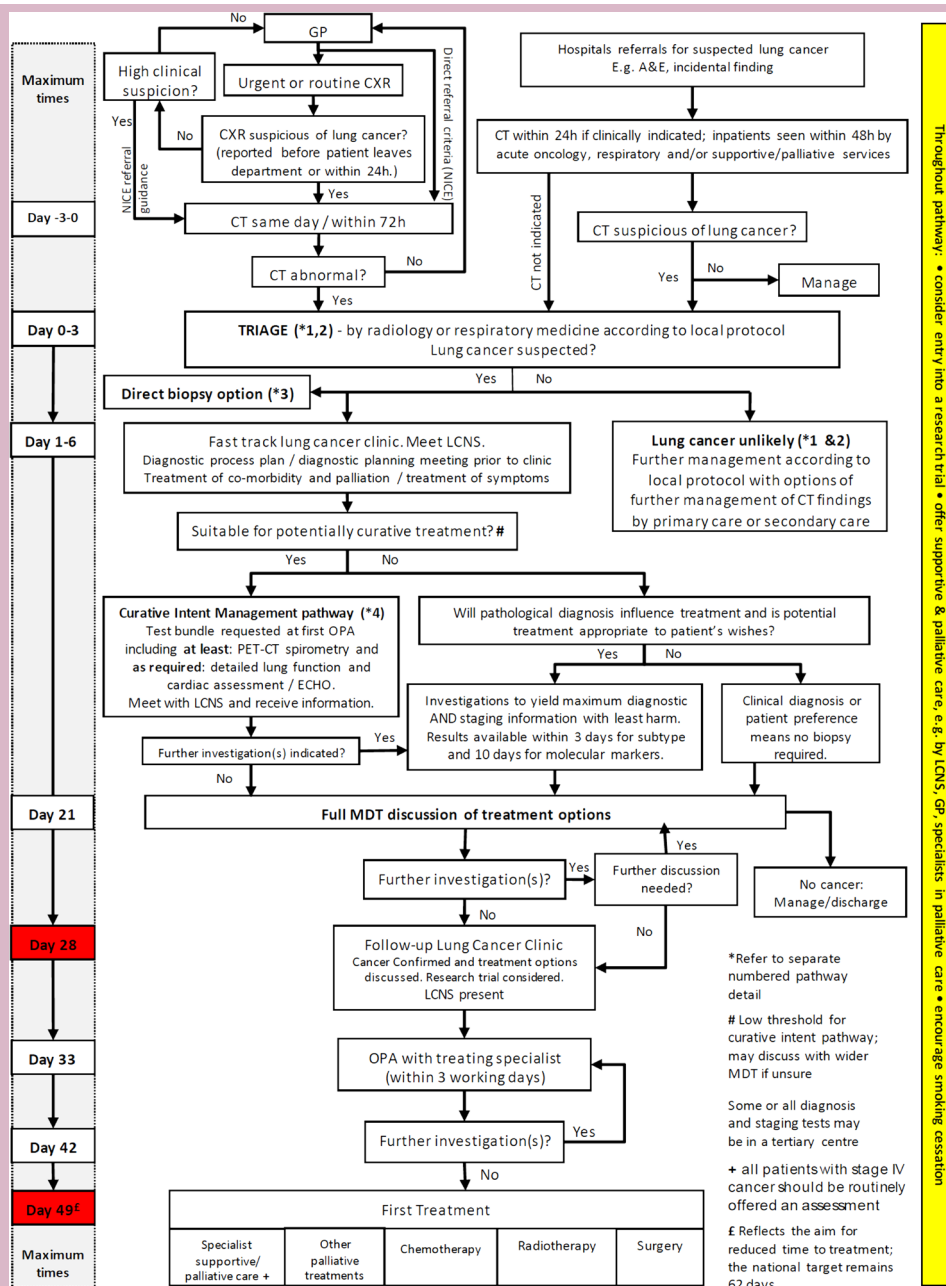 Maximum
times
Day -3-0
Day 0-3
Day 1-6
Day 21
Day 28
Day 33
Day 42
Day 49£
Maximum
times
No
GP
High clinical
suspicion?
Urgent or routine CXR
Direct referral criteria (NICE)
Yes
No
NICE referral
guidance
CXR suspicious of lung cancer?
(reported before patient leaves
department or within 24h.)
Yes
CT same day / within 72h
CT abnormal?
No
Yes
Hospitals referrals for suspected lung cancer
E.g. A&E, incidental finding
CT within 24h if clinically indicated; inpatients seen within 48h by
acute oncology, respiratory and/or supportive/palliative services
CT not indicated
CT suspicious of lung cancer?
Yes
No
Manage
TRIAGE (*1,2) - by radiology or respiratory medicine according to local protocol
Lung cancer suspected?
Yes
No
Direct biopsy option (*3)
Fast track lung cancer clinic. Meet LCNS.
Diagnostic process plan / diagnostic planning meeting prior to clinic
Treatment of co-morbidity and palliation / treatment of symptoms
Lung cancer unlikely (*1 &2)
Further management according to
local protocol with options of
further management of CT findings
by primary care or secondary care
Suitable for potentially curative treatment? #
Yes
No
Curative Intent Management pathway (*4)
Test bundle requested at first OPA
including at least: PET-CT spirometry and
as required: detailed lung function and
cardiac assessment / ECHO.
Meet with LCNS and receive information.
Will pathological diagnosis influence treatment and is potential
treatment appropriate to patient's wishes?
Yes
No
Further investigation(s) indicated?
Yes
No
Investigations to yield maximum diagnostic
AND staging information with least harm.
Results available within 3 days for subtype
and 10 days for molecular markers.
Clinical diagnosis or
patient preference
means no biopsy
required.
Full MDT discussion of treatment options
Further investigation(s)?
Yes
Further discussion
needed?
Yes
No
No
No cancer:
Manage/discharge
Follow-up Lung Cancer Clinic
Cancer Confirmed and treatment options
discussed. Research trial considered.
LCNS present
OPA with treating specialist
(within 3 working days)
Further investigation(s)?
Yes
No
First Treatment
Specialist
supportive/
palliative care +
Other
palliative
treatments
Chemotherapy
Radiotherapy
Surgery
*Refer to separate
numbered pathway
detail
# Low threshold for
curative intent pathway;
may discuss with wider
MDT if unsure
Some or all diagnosis
and staging tests may
be in a tertiary centre
+ all patients with stage IV
cancer should be routinely
offered an assessment
£ Reflects the aim for
reduced time to treatment;
the national target remains
62 days
Throughout pathway: • consider entry into a research trial • offer supportive & palliative care, e.g. by LCNS, GP, specialists in palliative care • encourage smoking cessation